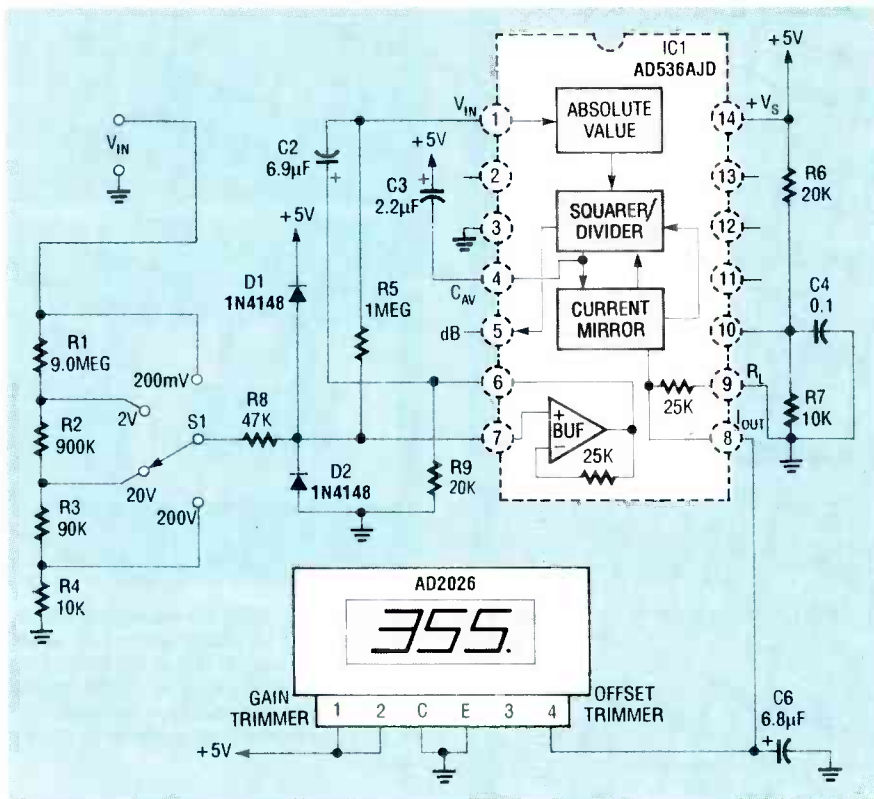 IC1
AD536AJD
+5V
V_IN
C2
6.9µF
+
+5V
C3
2.2µF
+
V_IN
1
2
3
4
C_AV
5
dB
6
7
ABSOLUTE
VALUE
SQUARER/
DIVIDER
CURRENT
MIRROR
25K
BUF
+
−
25K
14
+V_S
13
12
11
10
9
R_L
8
I_OUT
R6
20K
C4
0.1
R7
10K
+5V
D1
1N4148
R5
1MEG
R1
9.0MEG
200mV
2V
R2
900K
S1
R8
47K
20V
D2
1N4148
R9
20K
R3
90K
200V
R4
10K
AD2026
355.
GAIN
TRIMMER
1 2 C E 3 4
OFFSET
TRIMMER
+5V
C6
6.8µF
+